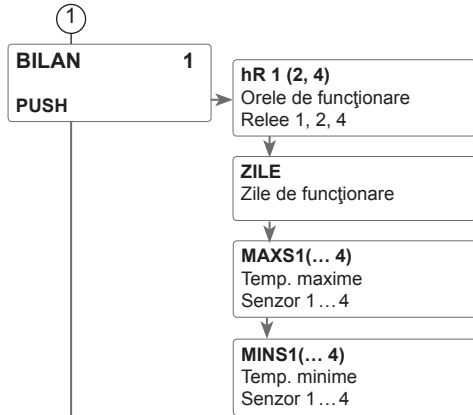 1
BILAN 1
PUSH
hR 1 (2, 4)
Orele de funcţionare
Relee 1, 2, 4
ZILE
Zile de funcţionare
MAXS1(… 4)
Temp. maxime
Senzor 1…4
MINS1(… 4)
Temp. minime
Senzor 1…4